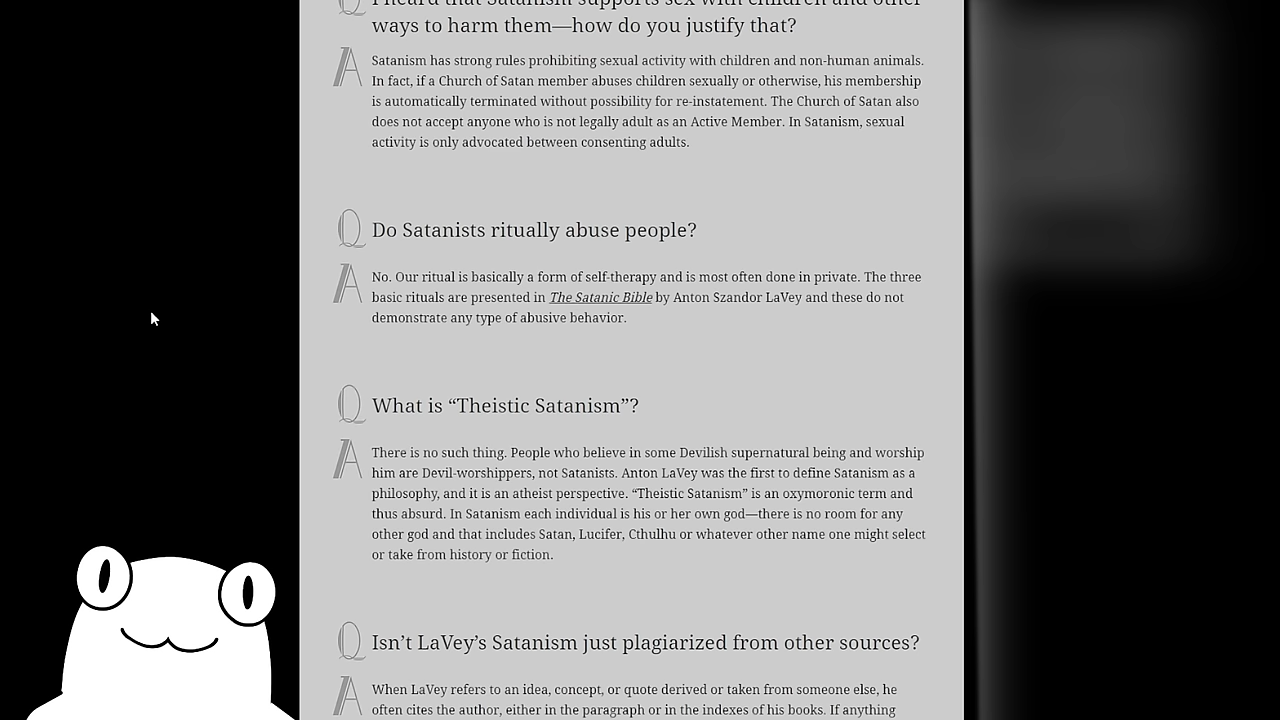 Q I heard that Satanism supports sex with children and other
ways to harm them—how do you justify that?
A Satanism has strong rules prohibiting sexual activity with children and non-human animals.
In fact, if a Church of Satan member abuses children sexually or otherwise, his membership
is automatically terminated without possibility for re-instatement. The Church of Satan also
does not accept anyone who is not legally adult as an Active Member. In Satanism, sexual
activity is only advocated between consenting adults.
Q Do Satanists ritually abuse people?
A No. Our ritual is basically a form of self-therapy and is most often done in private. The three
basic rituals are presented in The Satanic Bible by Anton Szandor LaVey and these do not
demonstrate any type of abusive behavior.
Q What is “Theistic Satanism”?
A There is no such thing. People who believe in some Devilish supernatural being and worship
him are Devil-worshippers, not Satanists. Anton LaVey was the first to define Satanism as a
philosophy, and it is an atheist perspective. “Theistic Satanism” is an oxymoronic term and
thus absurd. In Satanism each individual is his or her own god—there is no room for any
other god and that includes Satan, Lucifer, Cthulhu or whatever other name one might select
or take from history or fiction.
Q Isn’t LaVey’s Satanism just plagiarized from other sources?
A When LaVey refers to an idea, concept, or quote derived or taken from someone else, he
often cites the author, either in the paragraph or in the indexes of his books. If anything